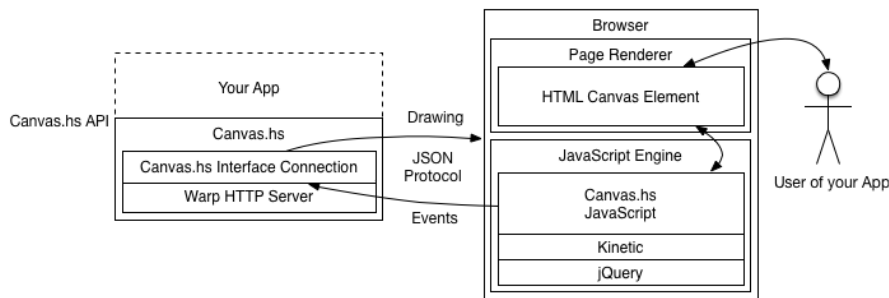 Browser
Page Renderer
HTML Canvas Element
Your App
Canvas.hs API
Canvas.hs
Canvas.hs Interface Connection
Warp HTTP Server
Drawing
JSON
Protocol
Events
JavaScript Engine
Canvas.hs
JavaScript
Kinetic
jQuery
User of your App